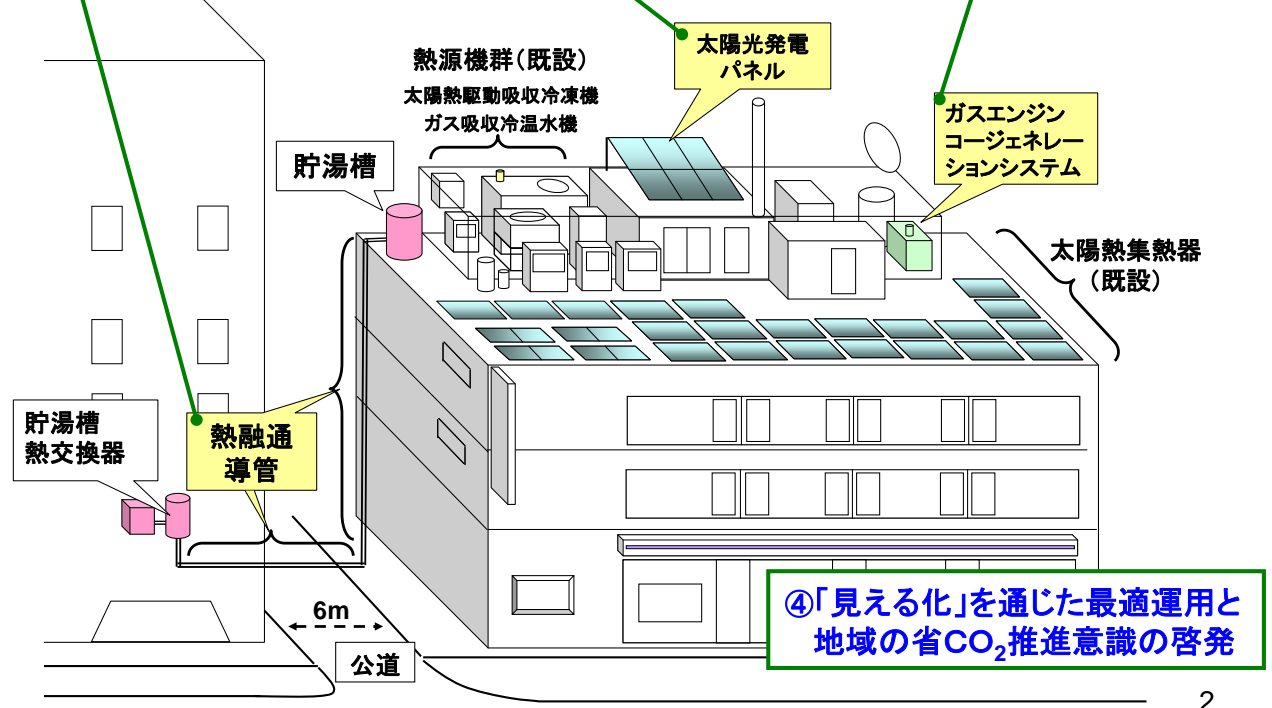 太陽光発電
パネル
熱源機群（既設）
太陽熱駆動吸収冷凍機
ガス吸収冷温水機
ガスエンジン
コージェネレー
ションシステム
貯湯槽
太陽熱集熱器
（既設）
貯湯槽
熱交換器
熱融通
導管
6m
公道
④「見える化」を通じた最適運用と
地域の省CO₂推進意識の啓発
2